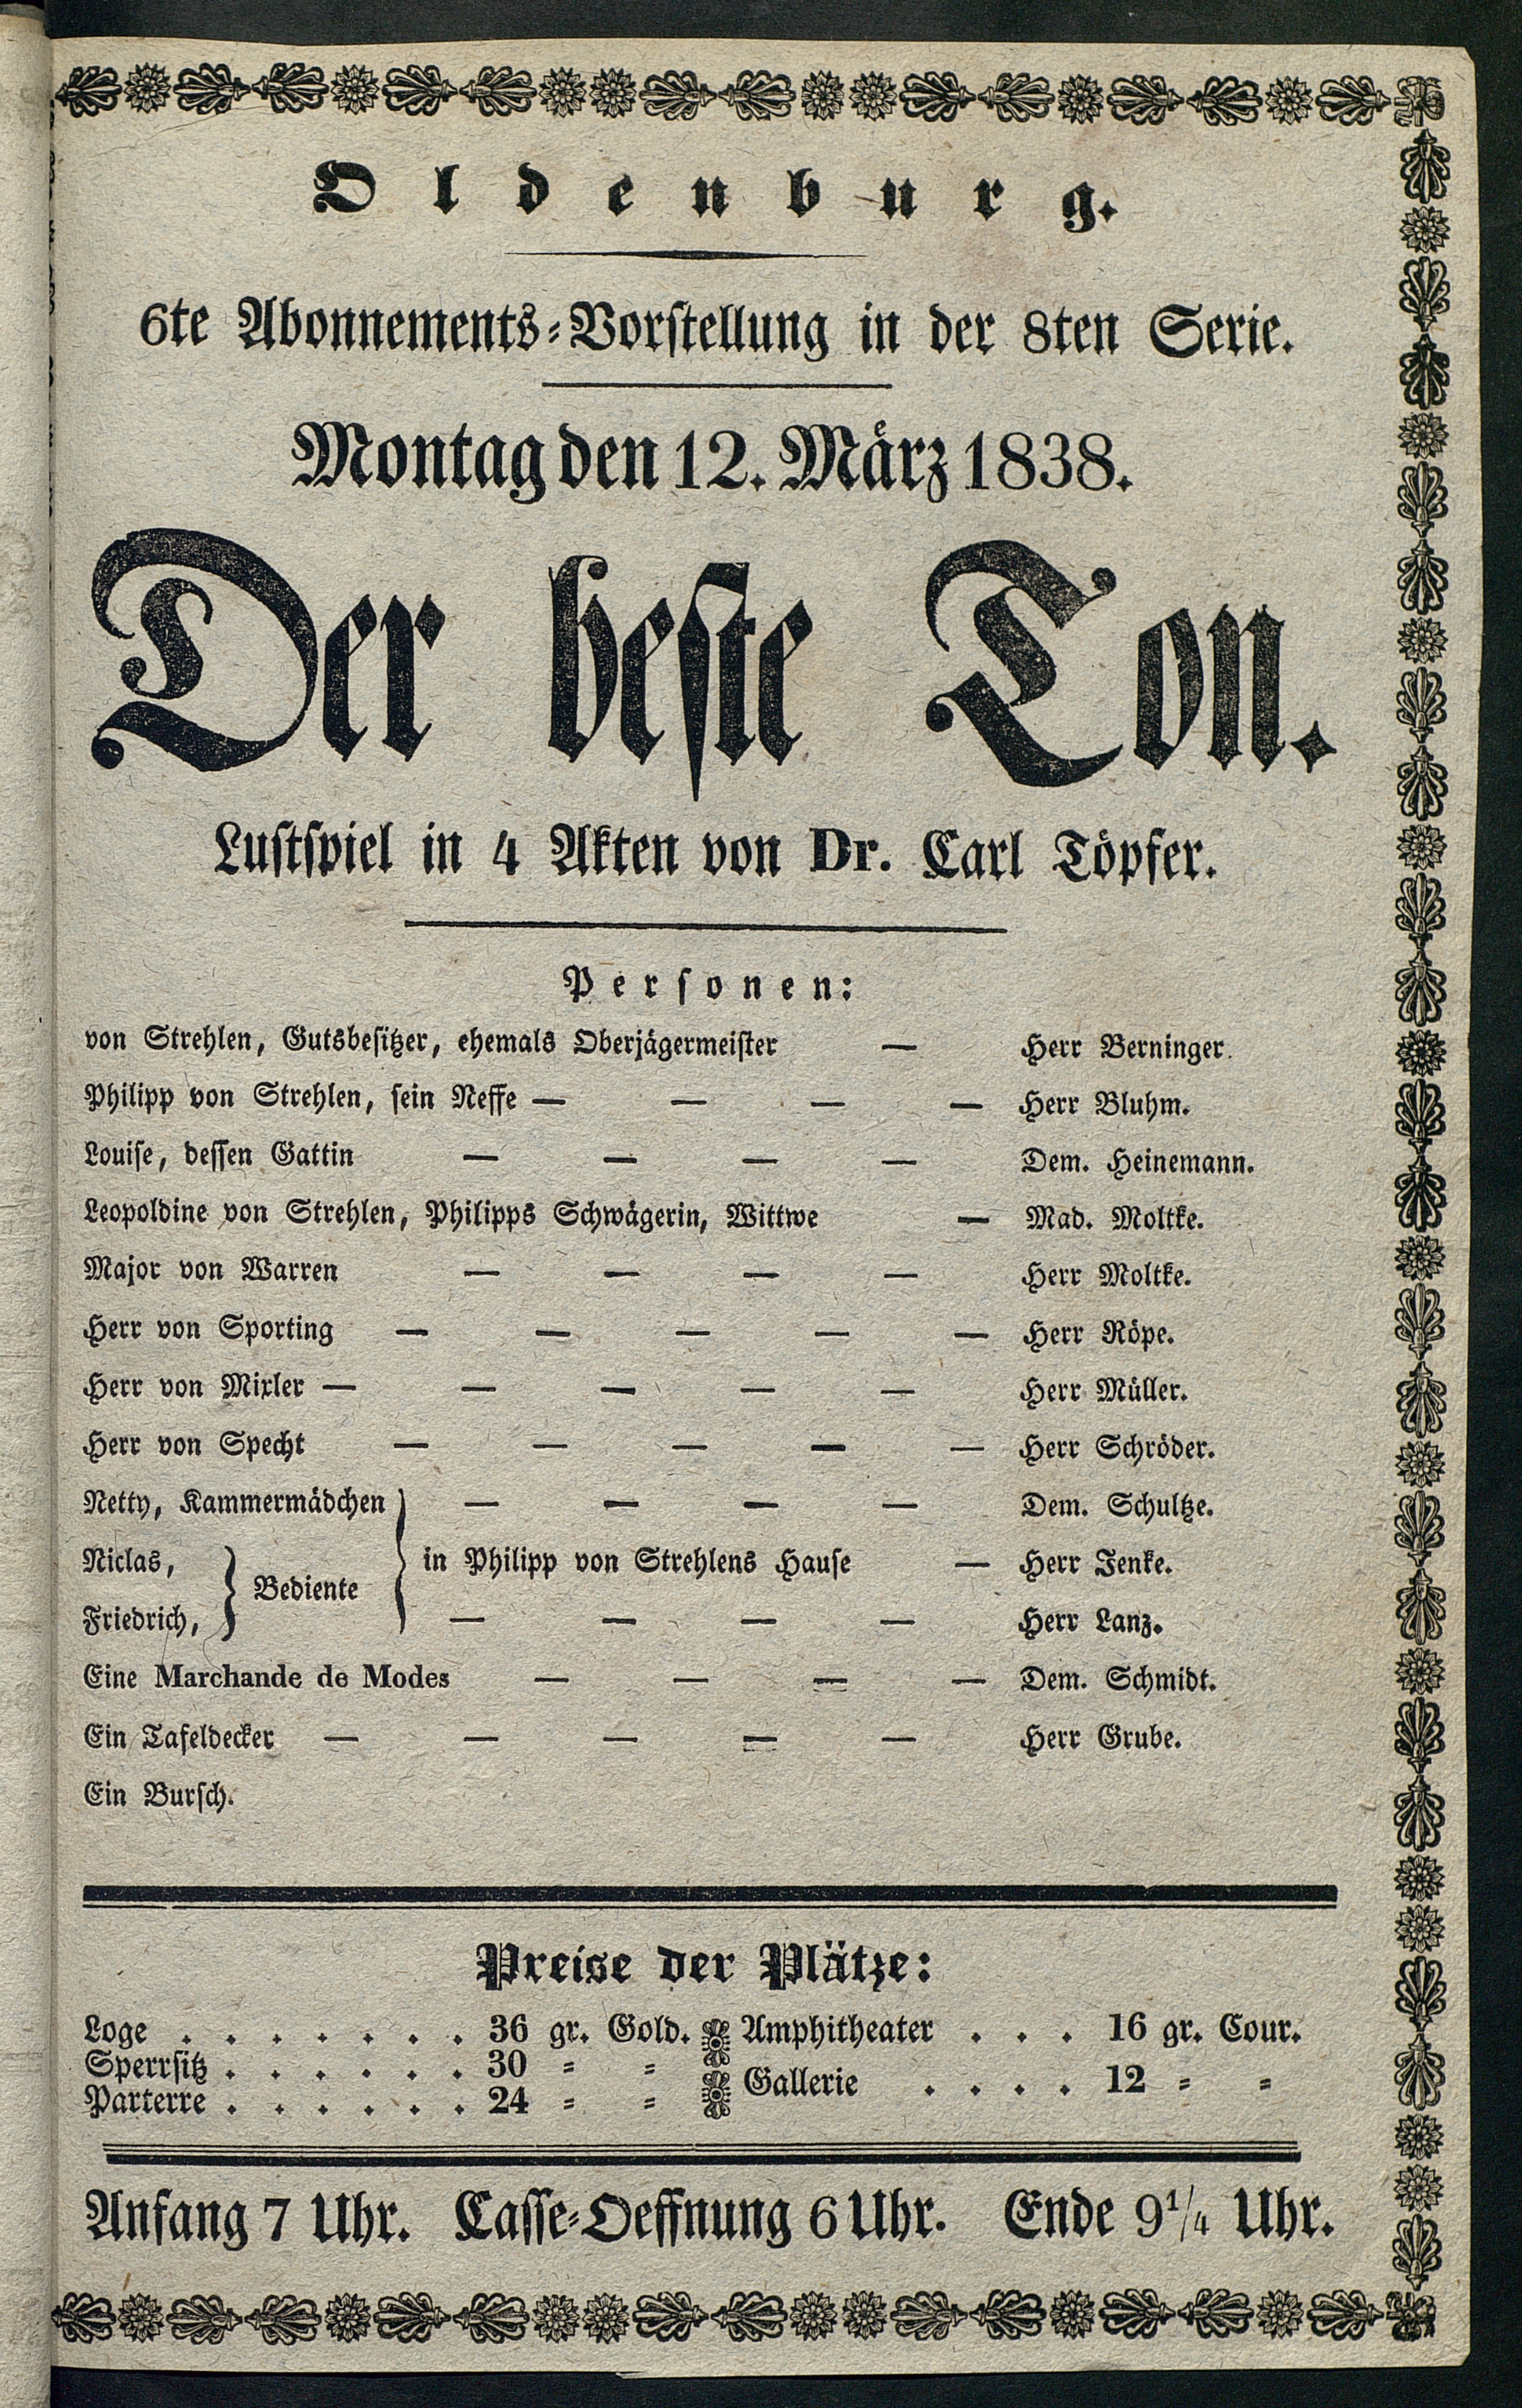 Oldenburg.
6te Abonnements-Vorstellung in der 8ten Serie.
Montag den 12. März 1838.
Der beste Ton.
Lustspiel in 4 Akten von Dr. Carl Töpfer.
Personen:
von Strehlen, Gutsbesitzer, ehemals Oberjägermeister — Herr Berninger.
Philipp von Strehlen, sein Neffe — — — — Herr Bluhm.
Louise, dessen Gattin — — — — Dem. Heinemann.
Leopoldine von Strehlen, Philipps Schwägerin, Wittwe — Mad. Moltke.
Major von Warren — — — — Herr Moltke.
Herr von Sporting — — — — — Herr Röpe.
Herr von Mixler — — — — — Herr Müller.
Herr von Specht — — — — — Herr Schröder.
Netty, Kammermädchen — — — — Dem. Schultze.
Niclas, } Bediente } in Philipp von Strehlens Hause — Herr Jenke.
Friedrich, — — — — Herr Lanz.
Eine Marchande de Modes — — — — Dem. Schmidt.
Ein Tafeldecker — — — — — Herr Grube.
Ein Bursch.
Preise der Plätze:
Loge . . . . . . . 36 gr. Gold.
Sperrsitz . . . . . . 30 = =
Parterre . . . . . . 24 = =
Amphitheater . . . 16 gr. Cour.
Gallerie . . . . 12 = =
Anfang 7 Uhr. Casse-Oeffnung 6 Uhr. Ende 9¼ Uhr.